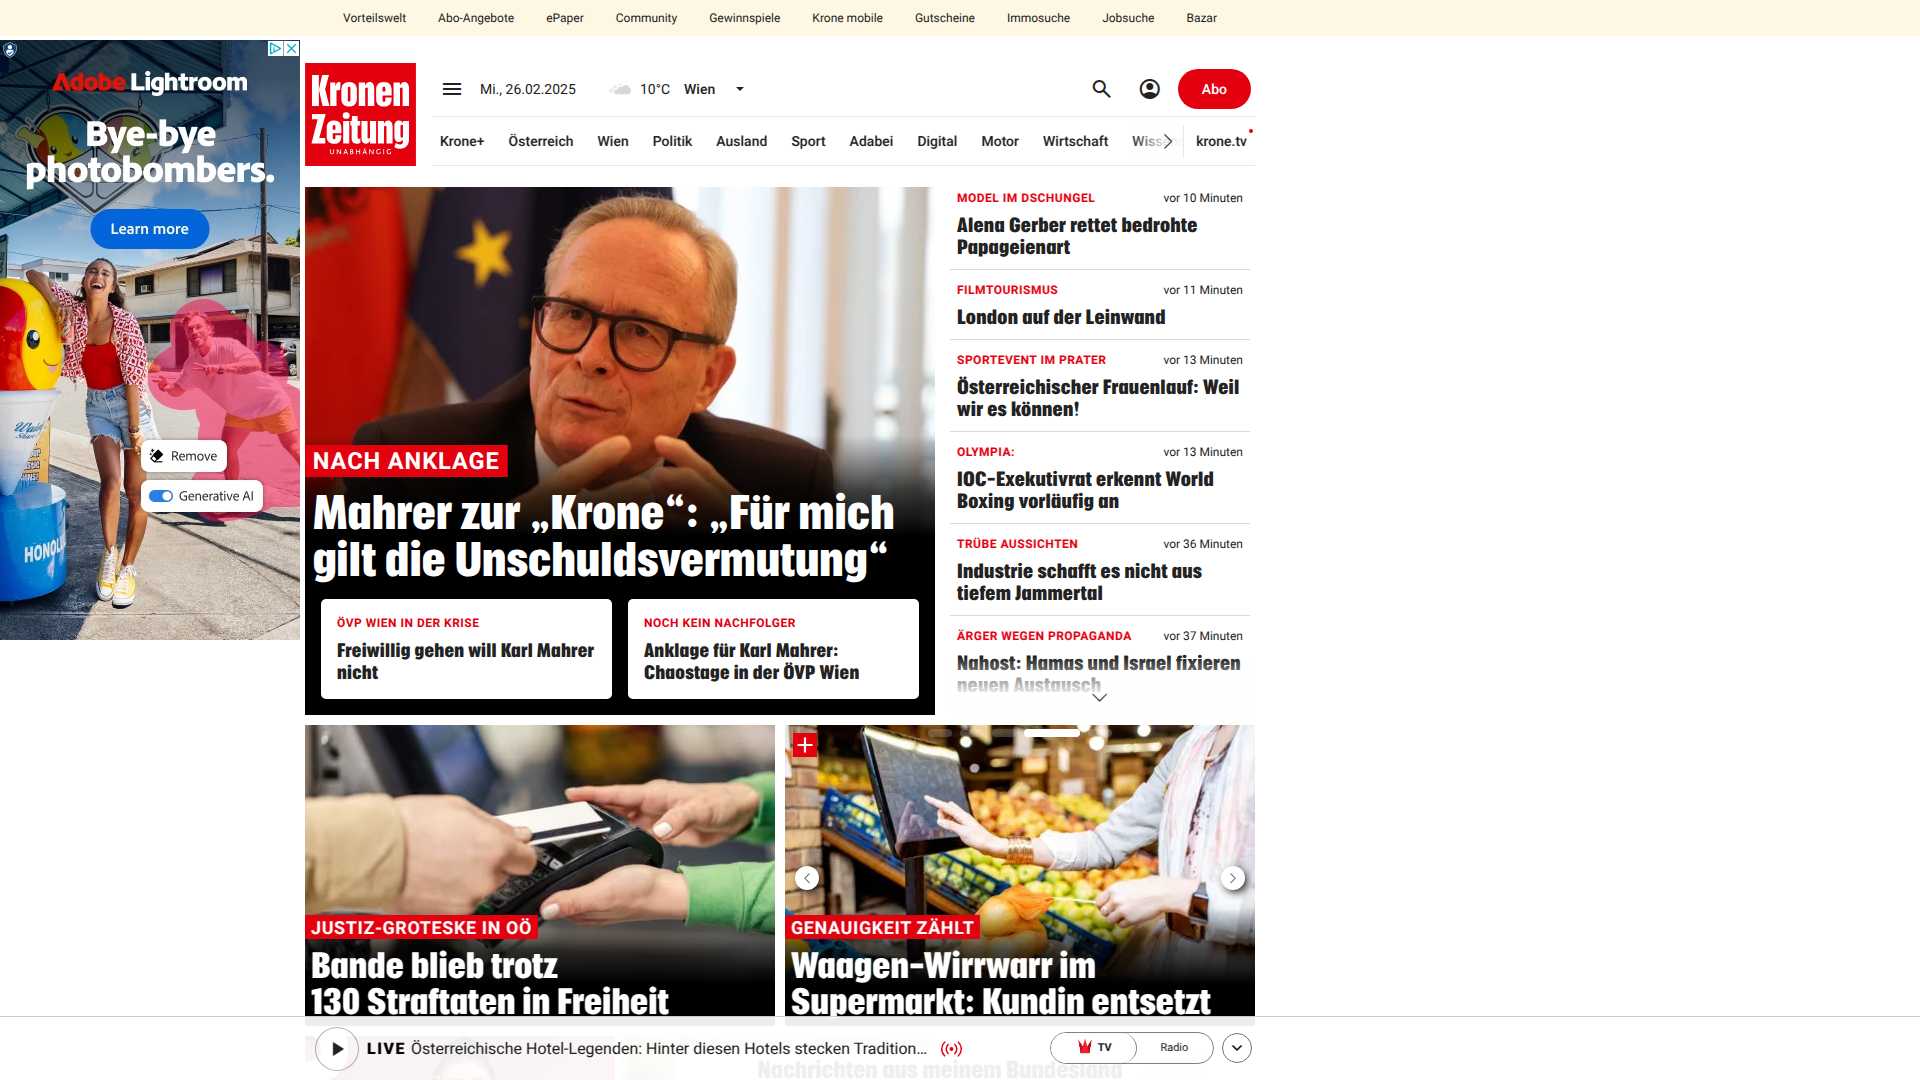 Vorteilswelt
Abo-Angebote
ePaper
Community
Gewinnspiele
Krone mobile
Gutscheine
Immosuche
Jobsuche
Bazar
Adobe Lightroom
Bye-bye
photobombers.
Learn more
Remove
Generative AI
Kronen
Zeitung
UNABHÄNGIG
Mi., 26.02.2025
10°C
Wien
Abo
Krone+
Österreich
Wien
Politik
Ausland
Sport
Adabei
Digital
Motor
Wirtschaft
krone.tv
NACH ANKLAGE
Mahrer zur „Krone“: „Für mich
gilt die Unschuldsvermutung“
ÖVP WIEN IN DER KRISE
Freiwillig gehen will Karl Mahrer
nicht
NOCH KEIN NACHFOLGER
Anklage für Karl Mahrer:
Chaostage in der ÖVP Wien
MODEL IM DSCHUNGEL
vor 10 Minuten
Alena Gerber rettet bedrohte
Papageienart
FILMTOURISMUS
vor 11 Minuten
London auf der Leinwand
SPORTEVENT IM PRATER
vor 13 Minuten
Österreichischer Frauenlauf: Weil
wir es können!
OLYMPIA:
vor 13 Minuten
IOC-Exekutivrat erkennt World
Boxing vorläufig an
TRÜBE AUSSICHTEN
vor 36 Minuten
Industrie schafft es nicht aus
tiefem Jammertal
ÄRGER WEGEN PROPAGANDA
vor 37 Minuten
Nahost: Hamas und Israel fixieren
neuen Austausch
JUSTIZ-GROTESKE IN OÖ
Bande blieb trotz
130 Straftaten in Freiheit
GENAUIGKEIT ZÄHLT
Waagen-Wirrwarr im
Supermarkt: Kundin entsetzt
LIVE Österreichische Hotel-Legenden: Hinter diesen Hotels stecken Tradition...
TV
Radio
Nachrichten aus meinem Bundesland